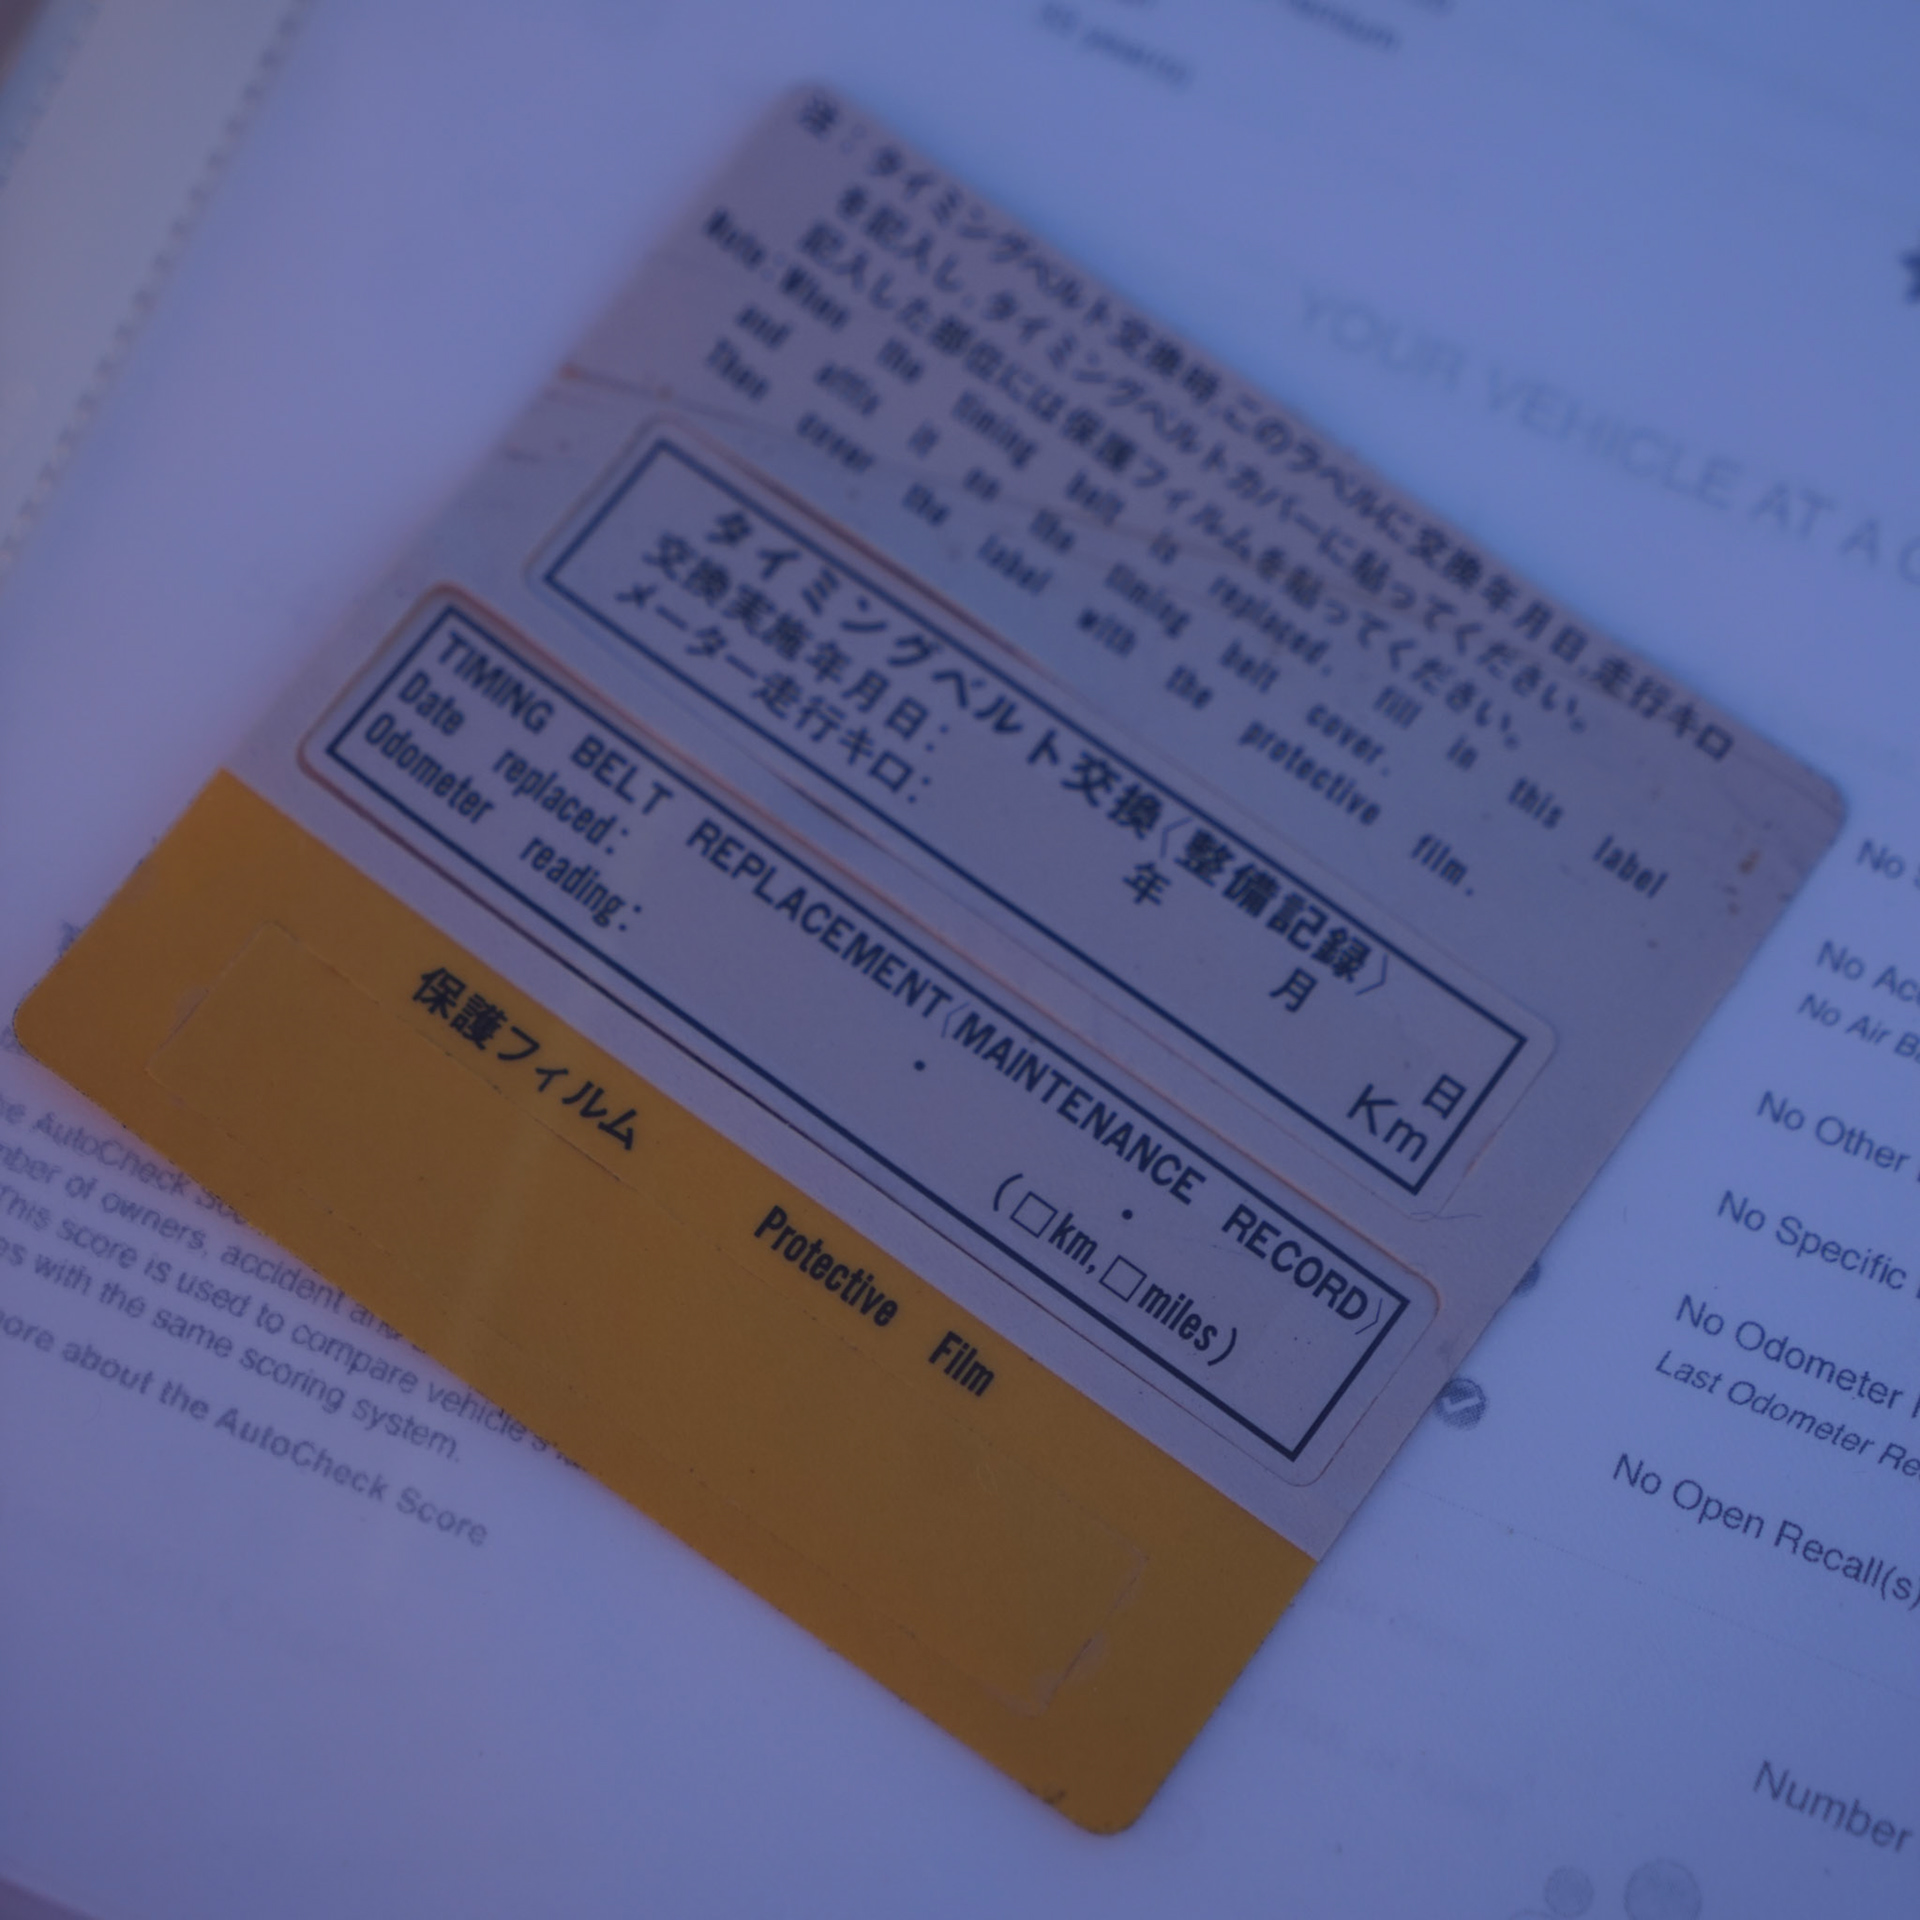 注：タイミングベルト交換時,このラベルに交換年月日,走行キロ
を記入し,タイミングベルトカバーに貼ってください。
記入した部位には保護フィルムを貼ってください。
Note:When the timing belt is replaced, fill in this label
and affix it on the timing belt cover.
Then cover the label with the protective film.
タイミングベルト交換〈整備記録〉
交換実施年月日: 年 月 日
メーター走行キロ: Km
TIMING BELT REPLACEMENT〈MAINTENANCE RECORD〉
Date replaced: ・ ・
Odometer reading: (□km,□miles)
保護フィルム Protective Film
YOUR VEHICLE AT A
No
No
No Air
No Other
No Specific
No Odometer
Last Odometer
No Open Recall(s)
Number
AutoCheck
of owners, accident
This score is used to compare vehicle
with the same scoring system.
about the AutoCheck Score